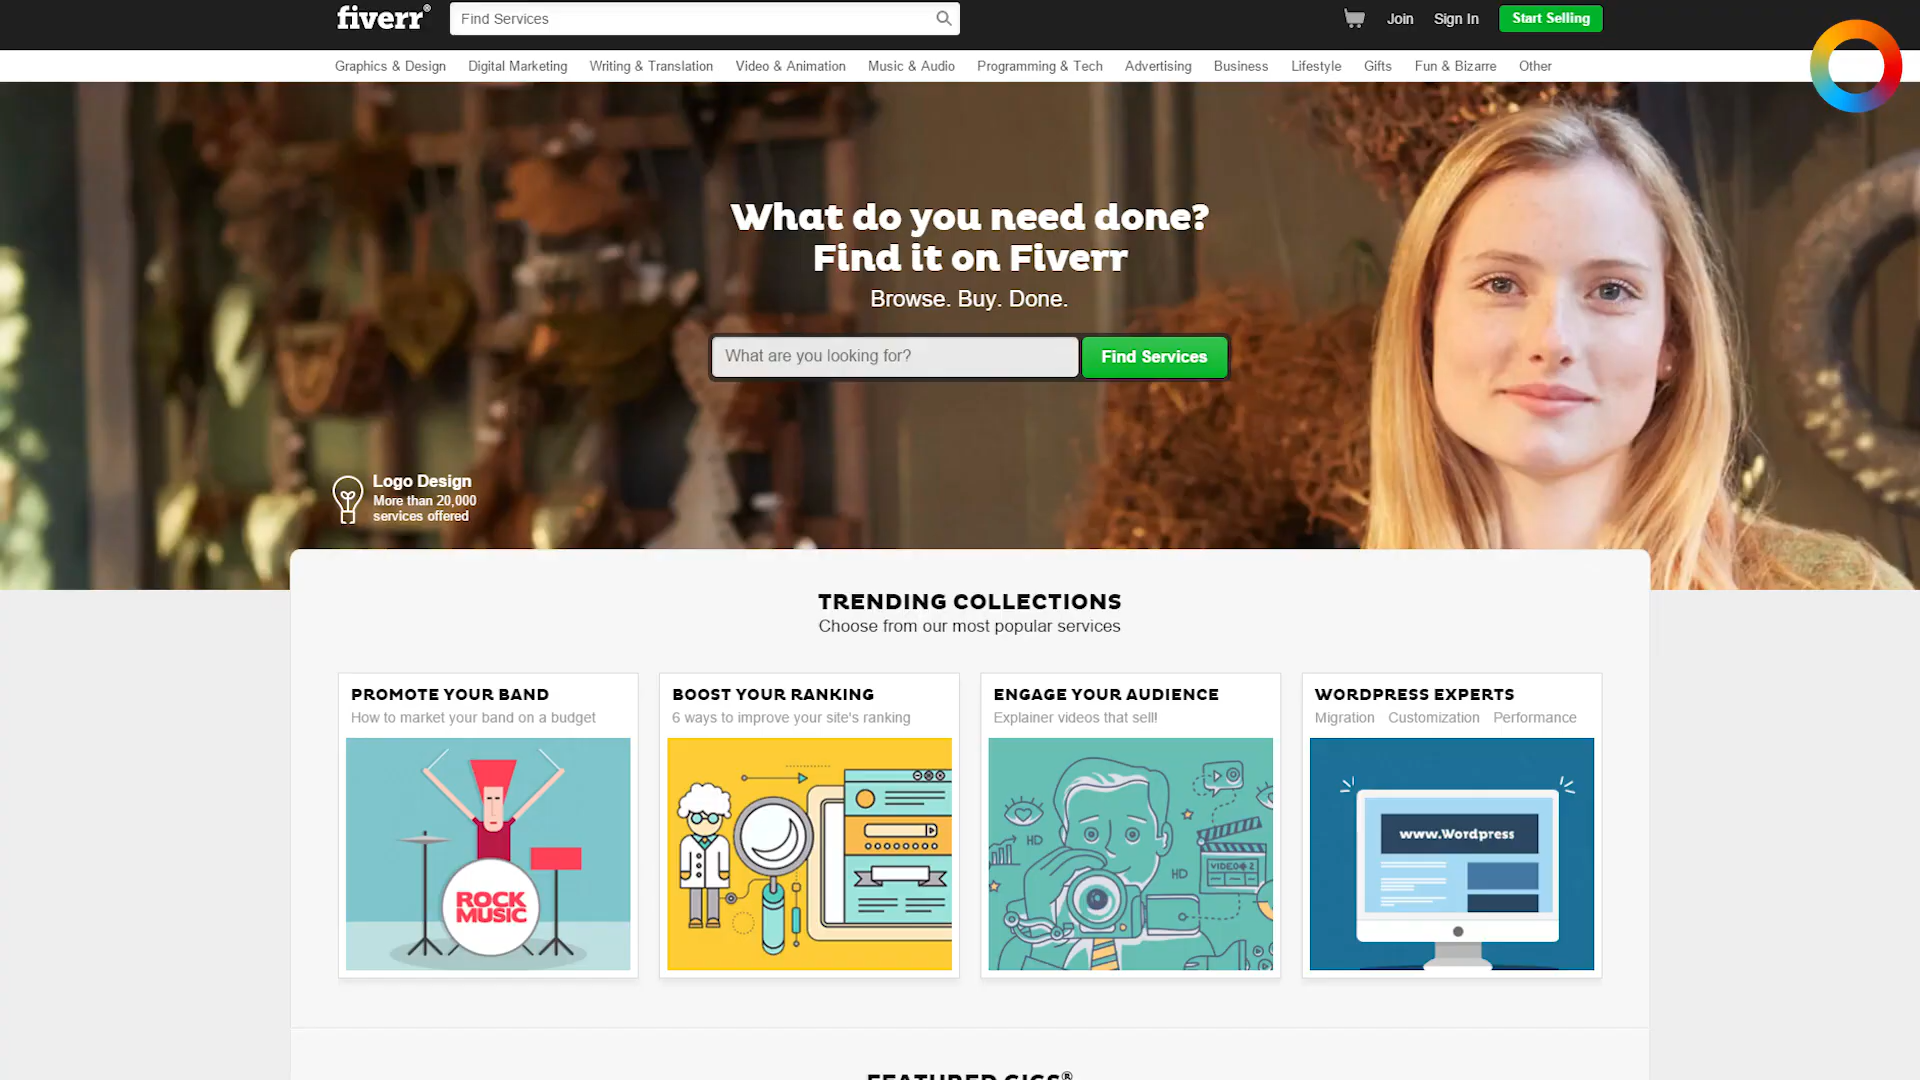 fiverr®
Find Services
Join
Sign In
Start Selling
Graphics & Design
Digital Marketing
Writing & Translation
Video & Animation
Music & Audio
Programming & Tech
Advertising
Business
Lifestyle
Gifts
Fun & Bizarre
Other
What do you need done?
Find it on Fiverr
Browse. Buy. Done.
What are you looking for?
Find Services
Logo Design
More than 20,000
services offered
TRENDING COLLECTIONS
Choose from our most popular services
PROMOTE YOUR BAND
How to market your band on a budget
ROCK
MUSIC
BOOST YOUR RANKING
6 ways to improve your site's ranking
ENGAGE YOUR AUDIENCE
Explainer videos that sell!
HD
HD
VIDEO 2
WORDPRESS EXPERTS
Migration
Customization
Performance
www.Wordpress
FEATURED GIGS®